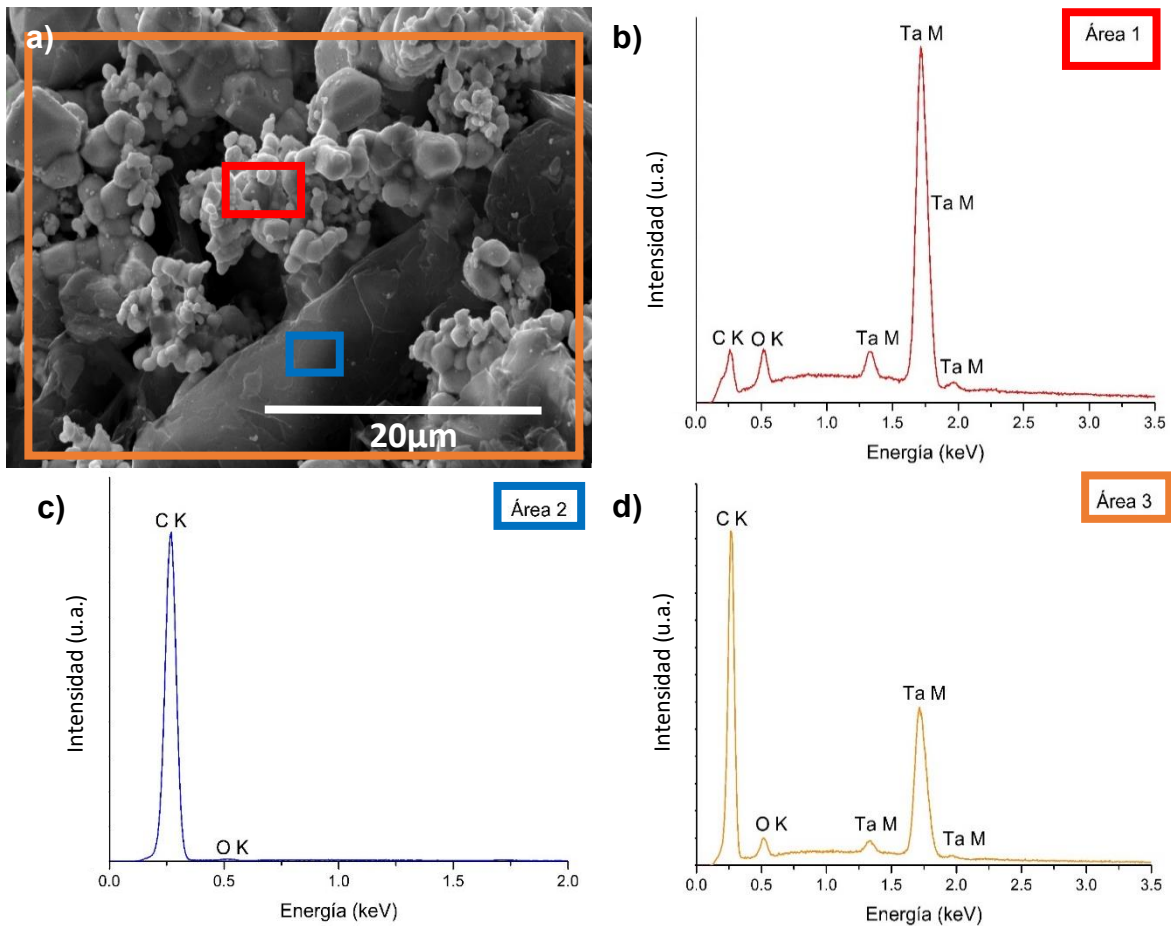 a)
20µm
b)
Área 1
Ta M
Ta M
C K
O K
Ta M
Ta M
Intensidad (u.a.)
0.0 0.5 1.0 1.5 2.0 2.5 3.0 3.5
Energía (keV)
c)
Área 2
C K
O K
Intensidad (u.a.)
0.0 0.5 1.0 1.5 2.0
Energía (keV)
d)
Área 3
C K
Ta M
O K
Ta M
Ta M
Intensidad (u.a.)
0.0 0.5 1.0 1.5 2.0 2.5 3.0 3.5
Energía (keV)